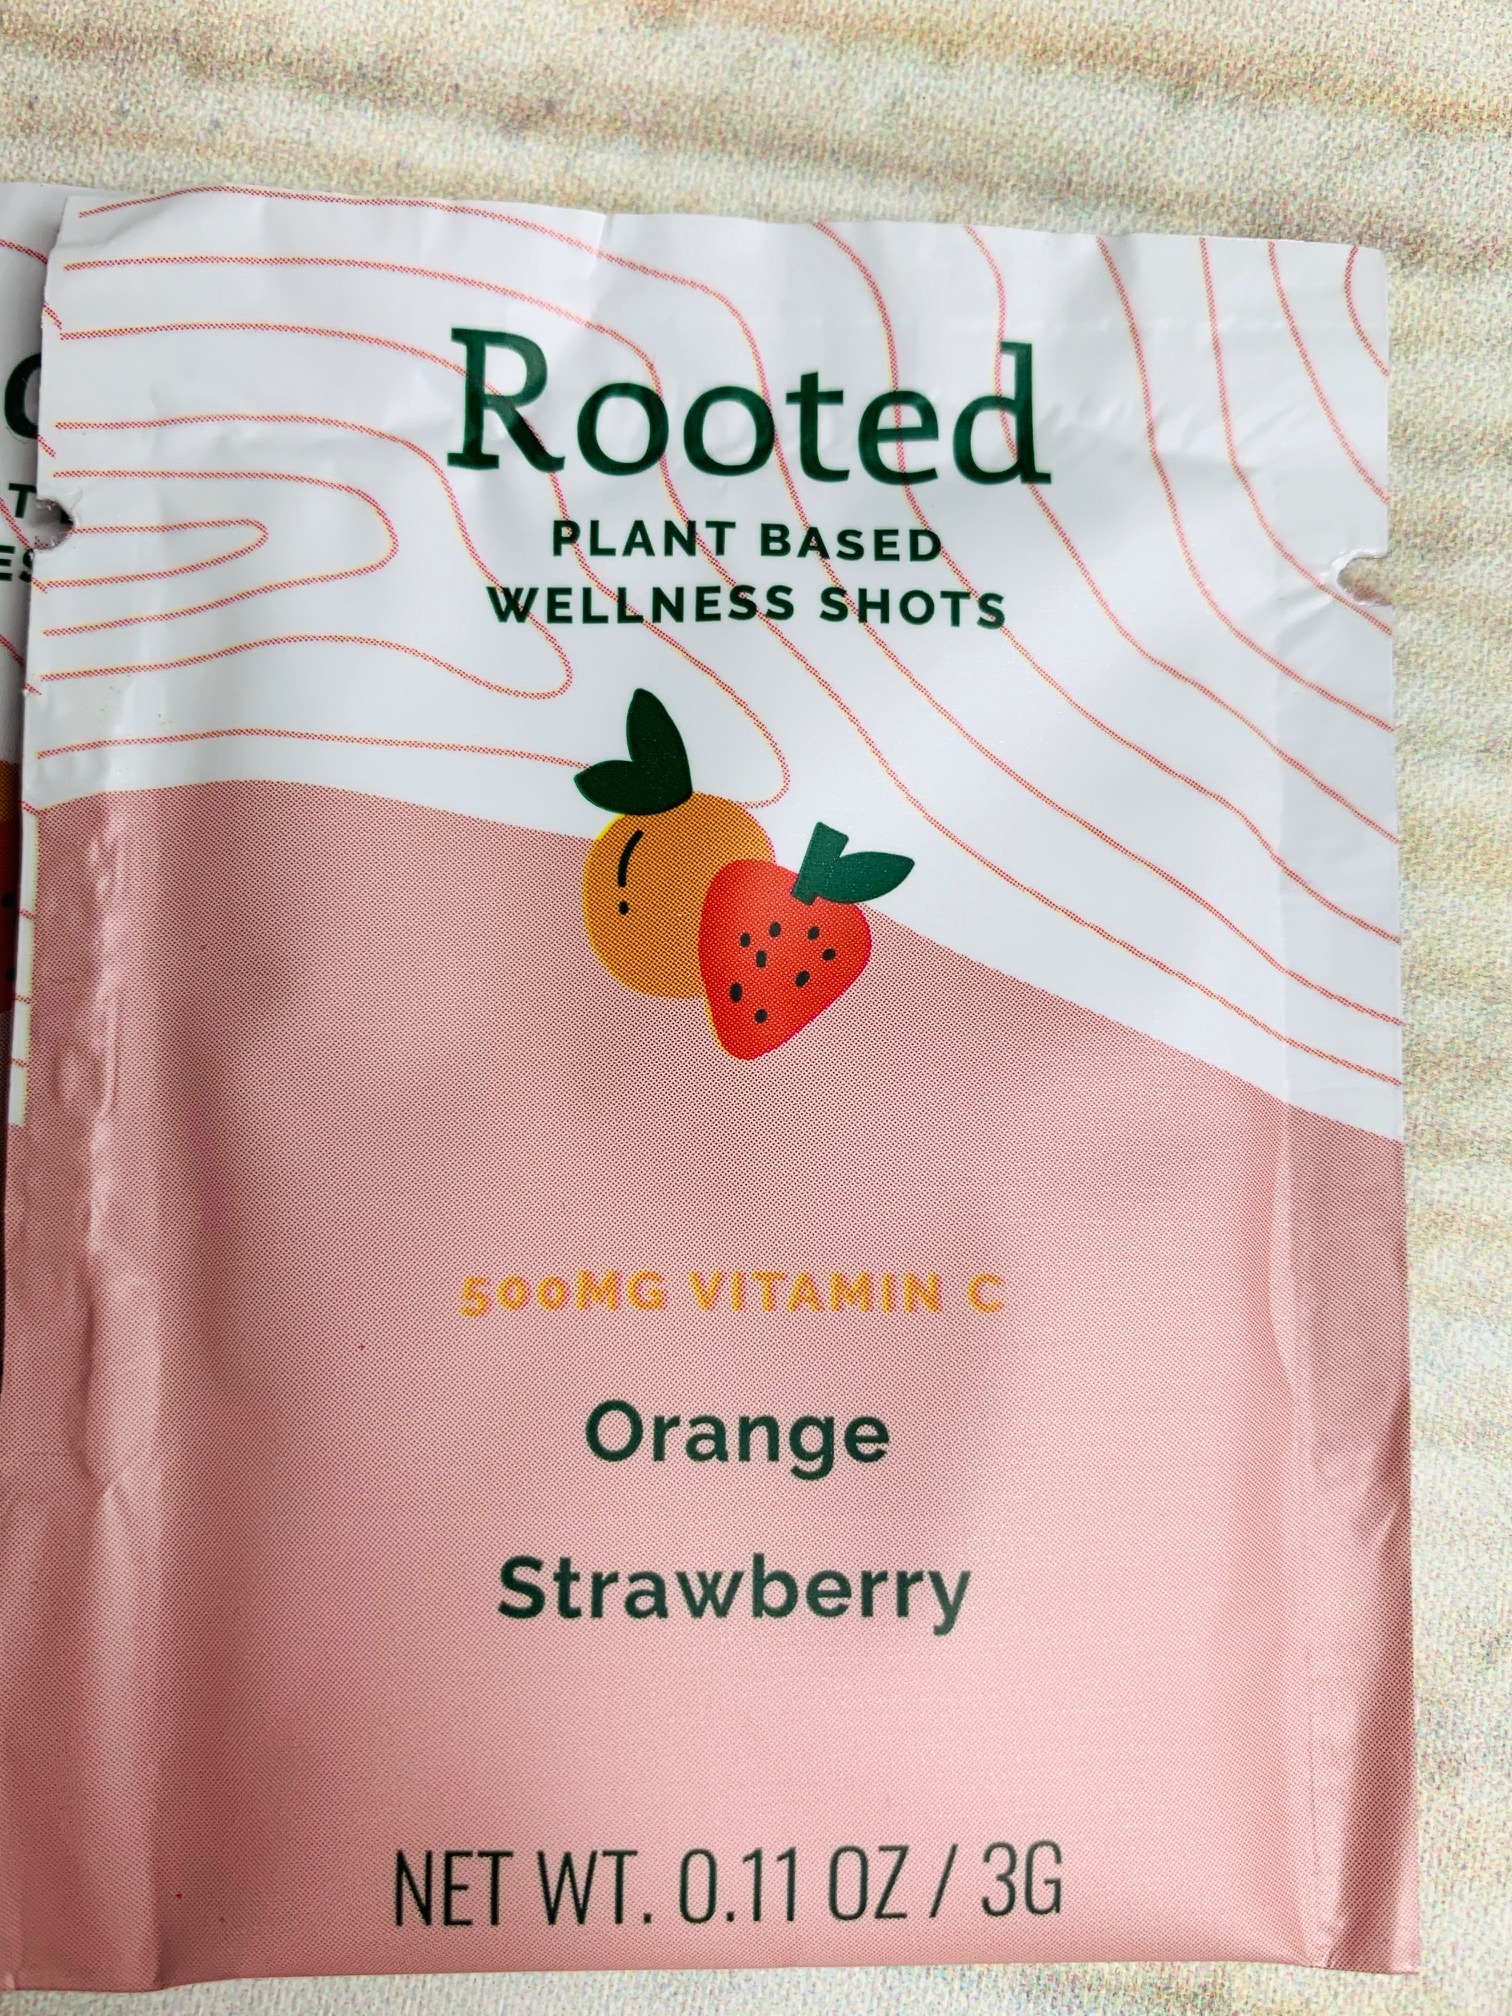 Rooted
PLANT BASED
WELLNESS SHOTS
500MG VITAMIN C
Orange
Strawberry
NET WT. 0.11 OZ / 3G